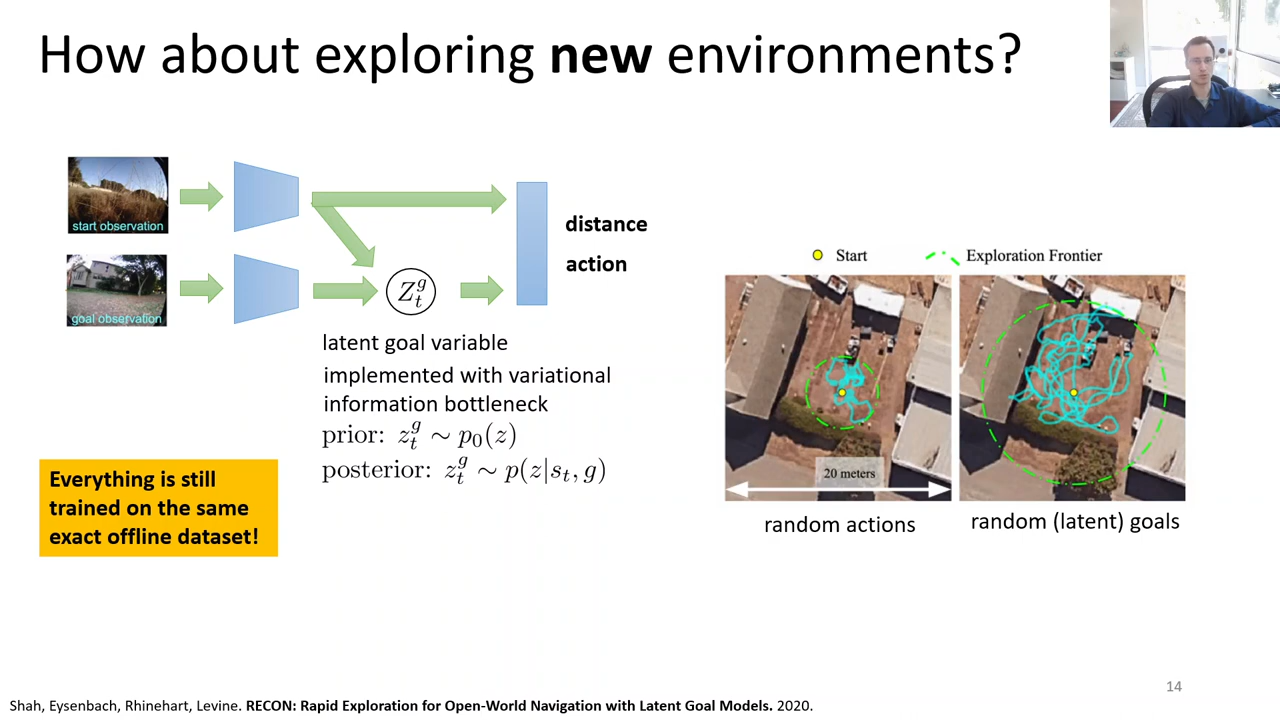 How about exploring new environments?
start observation
goal observation
distance
action
Z_t^g
latent goal variable
implemented with variational
information bottleneck
prior: z_t^g ∼ p_0(z)
posterior: z_t^g ∼ p(z|s_t, g)
Everything is still
trained on the same
exact offline dataset!
Start
Exploration Frontier
20 meters
random actions
random (latent) goals
14
Shah, Eysenbach, Rhinehart, Levine. RECON: Rapid Exploration for Open-World Navigation with Latent Goal Models. 2020.